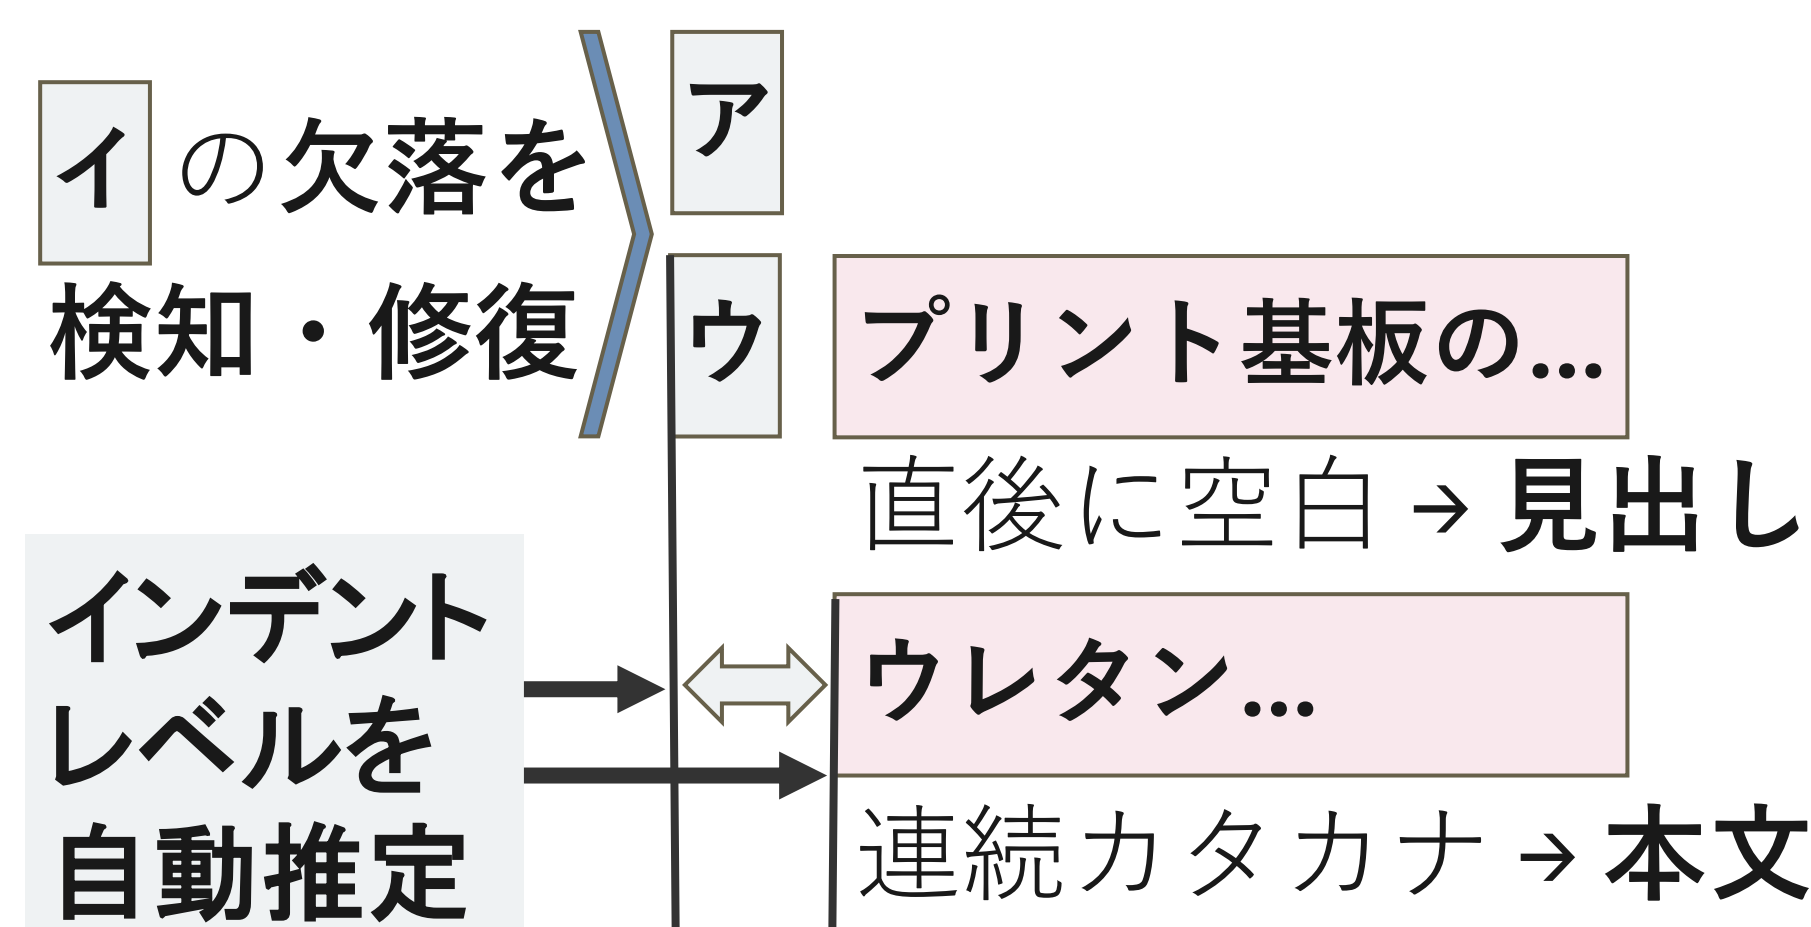 イ の欠落を
検知・修復
ア
ウ プリント基板の...
直後に空白 → 見出し
インデント
レベルを
自動推定
ウレタン...
連続カタカナ → 本文